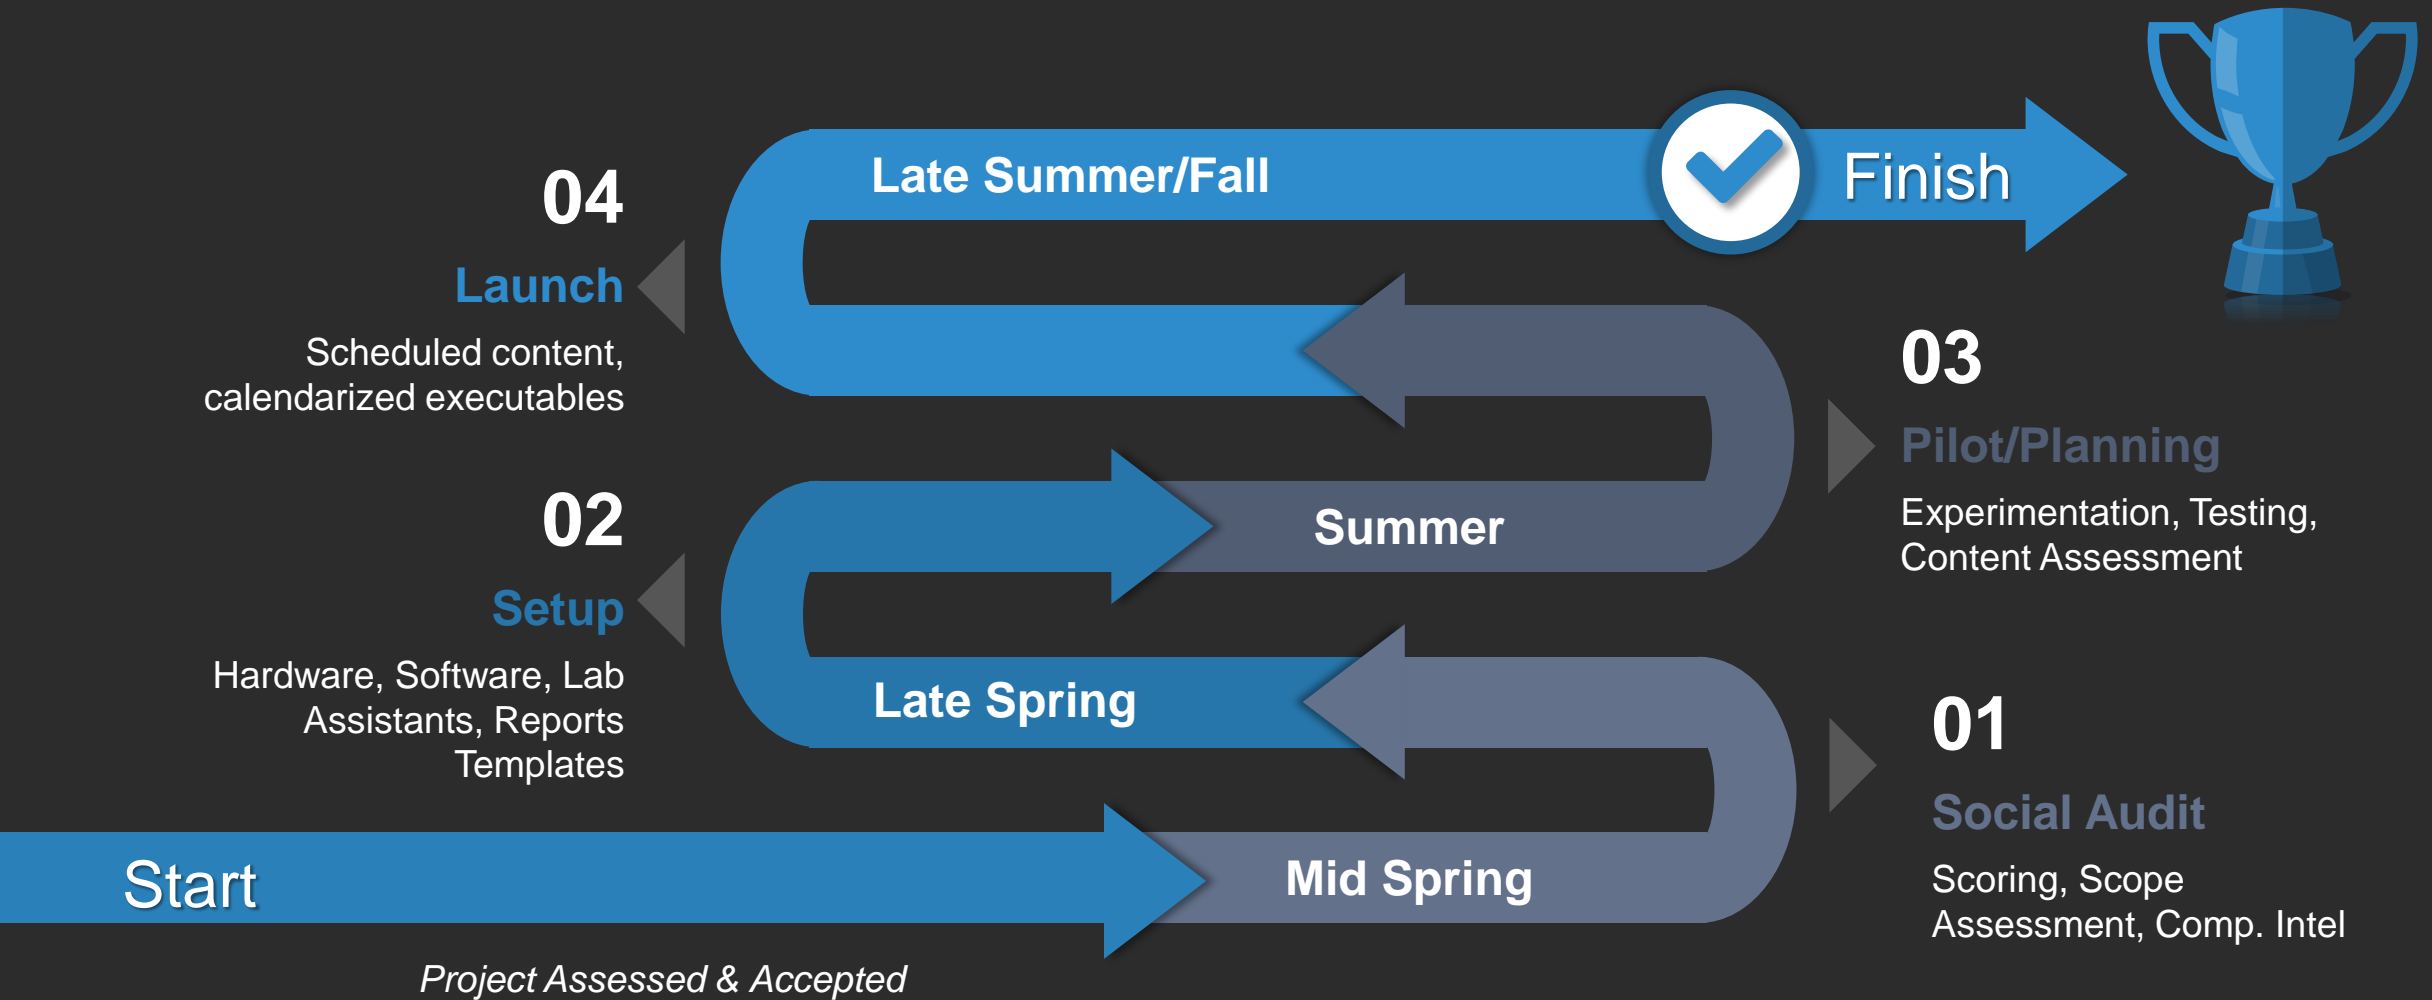 Late Summer/Fall
Finish
04
Launch
Scheduled content,
calendarized executables
03
Pilot/Planning
Experimentation, Testing,
Content Assessment
02
Setup
Hardware, Software, Lab
Assistants, Reports
Templates
Summer
Late Spring
01
Social Audit
Scoring, Scope
Assessment, Comp. Intel
Start
Mid Spring
Project Assessed & Accepted